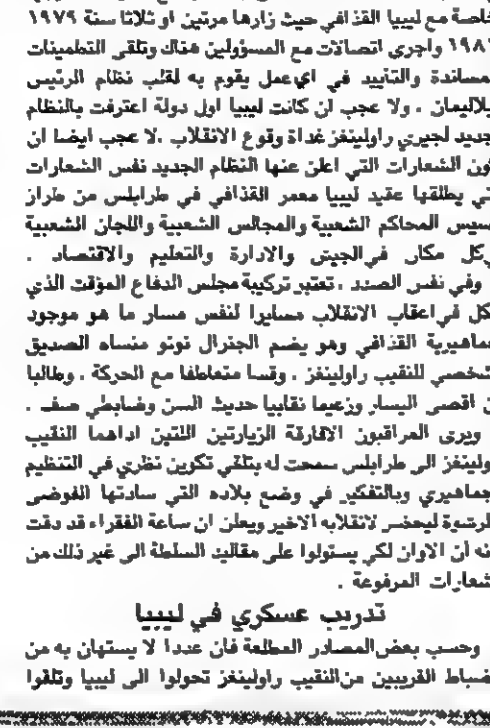 خاصة مع ليبيا القذافي حيث زارها مرتين او ثلاثا سنة ١٩٧٩
١٩٨١ واجرى اتصالات مع المسؤولين هناك وتلقى التطمينات
لمساندة والتأييد في اي عمل يقوم به لقلب نظام الرئيس
ليمان . ولا عجب ان كانت ليبيا اول دولة اعترفت بالنظام
جديد لجيري راولينغز غداة وقوع الانقلاب .لا عجب ايضا ان
ون الشعارات التي اعلن عنها النظام الجديد نفس الشعارات
تي يطلقها عقيد ليبيا معمر القذافي في طرابلس من طراز
سيس المحاكم الشعبية والمجالس الشعبية واللجان الشعبية
ي كل مكان في الجيش والادارة والتعليم والاقتصاد .
وفي نفس الصدد ، تعتبر تركيبة مجلس الدفاع المؤقت الذي
كل في اعقاب الانقلاب مسايرا لنفس مسار ما هو موجود
ماهيرية القذافي وهو يضم الجنرال نونو منساه الصديق
شخصي للنقيب راولينغز . وقسا متعاطفا مع الحركة . وطالبا
ن اقصى اليسار وزعيما نقابيا حديث السن وضابطي صف .
ويرى المراقبون الافارقة الزيارتين اللتين اداهما النقيب
ولينغز الى طرابلس سمحت له بتلقي تكوين نظري في التنظيم
جماهيري وبالتفكير في وضع بلاده التي سادتها الفوضى
لرشوة ليحضر لانقلابه الاخير ويعلن ان ساعة الفقراء قد دقت
نه آن الاوان لكي يستولوا على مقاليد السلطة الى غير ذلك من
شعارات المرفوعة .
تدريب عسكري في ليبيا
وحسب بعض المصادر المطلعة فان عددا لا يستهان به من
ضباط القريبين من النقيب راولينغز تحولوا الى ليبيا وتلقوا